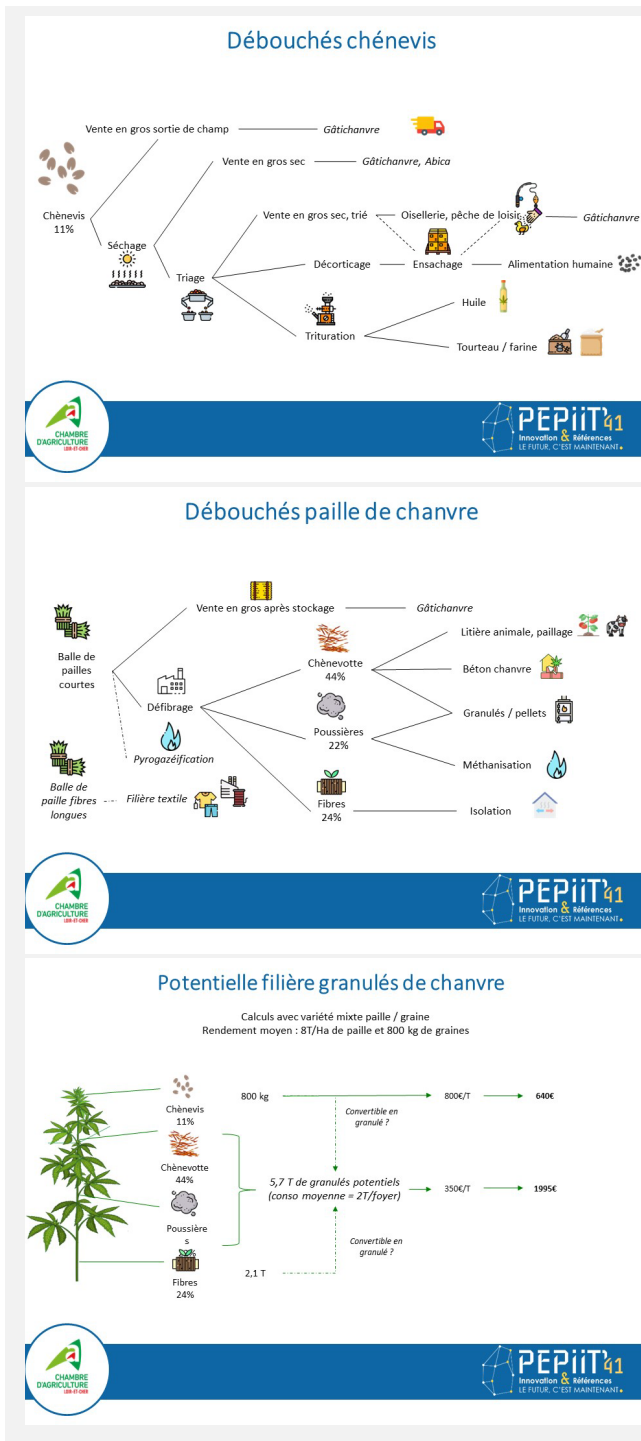 Débouchés chénevis
Vente en gros sortie de champ
Gâtichanvre
Vente en gros sec
Gâtichanvre, Abica
Chènevis
11%
Vente en gros sec, trié
Oisellerie, pêche de loisir
Gâtichanvre
Séchage
Triage
Décorticage
Ensachage
Alimentation humaine
Huile
Trituration
Tourteau / farine
CHAMBRE
D'AGRICULTURE
LOIR-ET-CHER
PEPiiT'41
Innovation & Références
LE FUTUR, C'EST MAINTENANT.
Débouchés paille de chanvre
Vente en gros après stockage
Gâtichanvre
Litière animale, paillage
Balle de
pailles
courtes
Chènevotte
44%
Béton chanvre
Défibrage
Granulés / pellets
Poussières
22%
Pyrogazéification
Méthanisation
Balle de
paille fibres
longues
Filière textile
Fibres
24%
Isolation
CHAMBRE
D'AGRICULTURE
LOIR-ET-CHER
PEPiiT'41
Innovation & Références
LE FUTUR, C'EST MAINTENANT.
Potentielle filière granulés de chanvre
Calculs avec variété mixte paille / graine
Rendement moyen : 8T/Ha de paille et 800 kg de graines
Chènevis
11%
800 kg
800€/T
640€
Convertible en
granulé ?
Chènevotte
44%
5,7 T de granulés potentiels
(conso moyenne = 2T/foyer)
350€/T
1995€
Poussière
s
Convertible en
granulé ?
Fibres
24%
2,1 T
CHAMBRE
D'AGRICULTURE
LOIR-ET-CHER
PEPiiT'41
Innovation & Références
LE FUTUR, C'EST MAINTENANT.